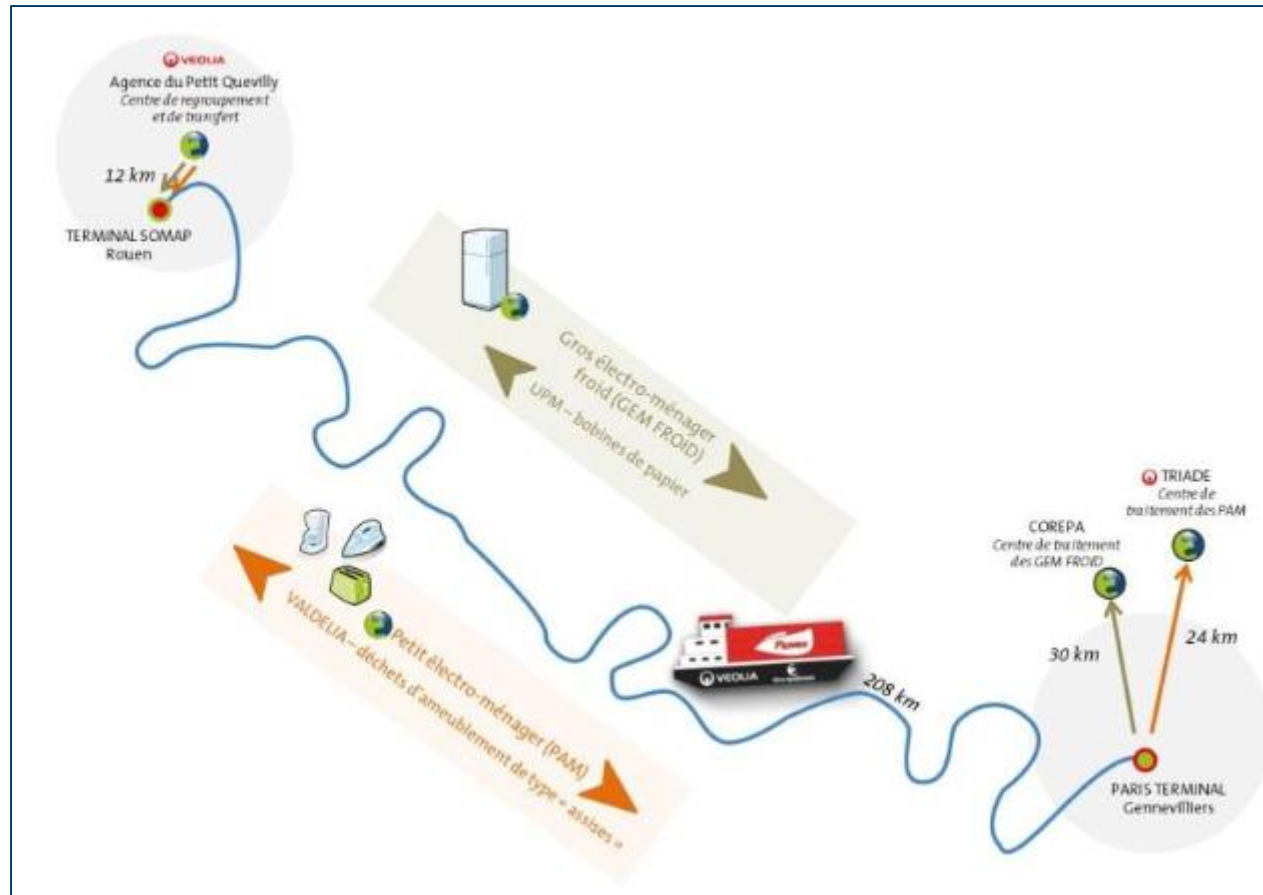 VEOLIA
Agence du Petit Quevilly
Centre de regroupement
et de transfert
12 km
TERMINAL SOMAP
Rouen
Gros électro-ménager
froid (GEM FROID)
UPM – bobines de papier
TRIADE
Centre de
traitement des PAM
COREPA
Centre de traitement
des GEM FROID
Petit électro-ménager (PAM)
VALDELIA – déchets d'ameublement de type « assises »
Fluveo
VEOLIA
208 km
30 km
24 km
PARIS TERMINAL
Gennevilliers